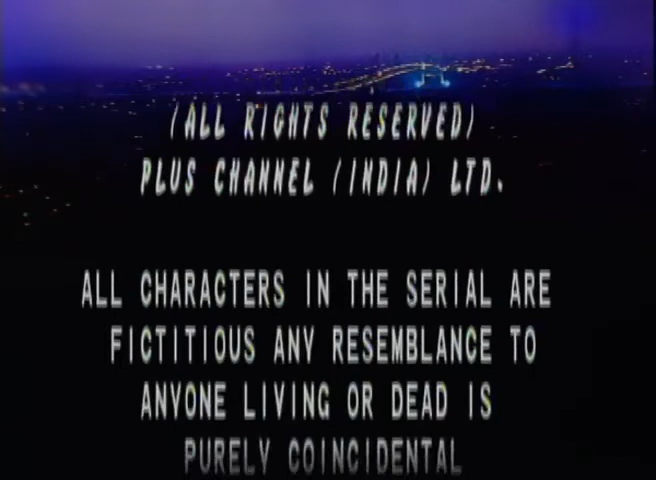 (ALL RIGHTS RESERVED)
PLUS CHANNEL (INDIA) LTD.
ALL CHARACTERS IN THE SERIAL ARE
FICTITIOUS ANY RESEMBLANCE TO
ANYONE LIVING OR DEAD IS
PURELY COINCIDENTAL